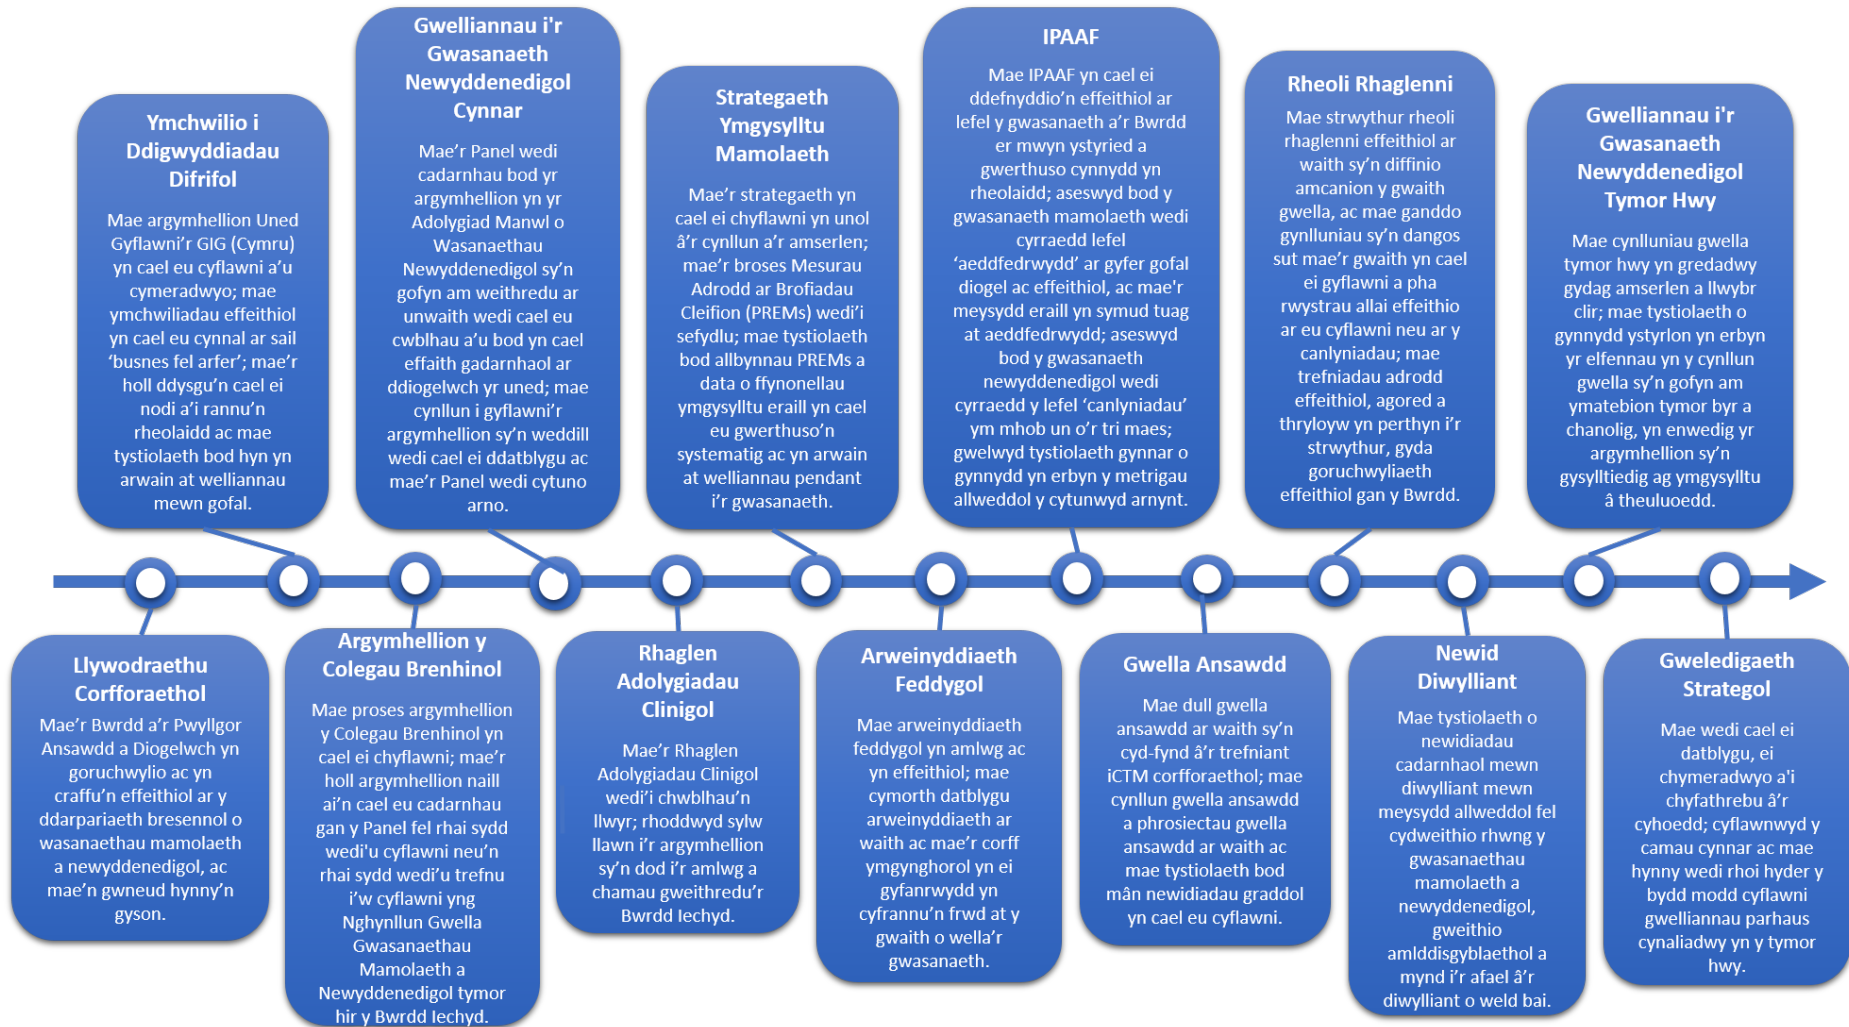 Ymchwilio i
Ddigwyddiadau
Difrifol
Mae argymhellion Uned
Gyflawni’r GIG (Cymru)
yn cael eu cyflawni a’u
cymeradwyo; mae
ymchwiliadau effeithiol
yn cael eu cynnal ar sail
‘busnes fel arfer’; mae’r
holl ddysgu’n cael ei
nodi a’i rannu’n
rheolaidd ac mae
tystiolaeth bod hyn yn
arwain at welliannau
mewn gofal.
Gwelliannau i'r
Gwasanaeth
Newyddenedigol
Cynnar
Mae’r Panel wedi
cadarnhau bod yr
argymhellion yn yr
Adolygiad Manwl o
Wasanaethau
Newyddenedigol sy’n
gofyn am weithredu ar
unwaith wedi cael eu
cwblhau a’u bod yn cael
effaith gadarnhaol ar
ddiogelwch yr uned; mae
cynllun i gyflawni’r
argymhellion sy’n weddill
wedi cael ei ddatblygu ac
mae’r Panel wedi cytuno
arno.
Strategaeth
Ymgysylltu
Mamolaeth
Mae’r strategaeth yn
cael ei chyflawni yn unol
â’r cynllun a’r amserlen;
mae’r broses Mesurau
Adrodd ar Brofiadau
Cleifion (PREMs) wedi’i
sefydlu; mae tystiolaeth
bod allbynnau PREMs a
data o ffynonellau
ymgysylltu eraill yn cael
eu gwerthuso’n
systematig ac yn arwain
at welliannau pendant
i’r gwasanaeth.
IPAAF
Mae IPAAF yn cael ei
ddefnyddio’n effeithiol ar
lefel y gwasanaeth a’r Bwrdd
er mwyn ystyried a
gwerthuso cynnydd yn
rheolaidd; aseswyd bod y
gwasanaeth mamolaeth wedi
cyrraedd lefel
‘aeddfedrwydd’ ar gyfer gofal
diogel ac effeithiol, ac mae'r
meysydd eraill yn symud tuag
at aeddfedrwydd; aseswyd
bod y gwasanaeth
newyddenedigol wedi
cyrraedd y lefel ‘canlyniadau’
ym mhob un o’r tri maes;
gwelwyd tystiolaeth gynnar o
gynnydd yn erbyn y metrigau
allweddol y cytunwyd arnynt.
Rheoli Rhaglenni
Mae strwythur rheoli
rhaglenni effeithiol ar
waith sy’n diffinio
amcanion y gwaith
gwella, ac mae ganddo
gynlluniau sy’n dangos
sut mae’r gwaith yn cael
ei gyflawni a pha
rwystrau allai effeithio
ar eu cyflawni neu ar y
canlyniadau; mae
trefniadau adrodd
effeithiol, agored a
thryloyw yn perthyn i’r
strwythur, gyda
goruchwyliaeth
effeithiol gan y Bwrdd.
Gwelliannau i'r
Gwasanaeth
Newyddenedigol
Tymor Hwy
Mae cynlluniau gwella
tymor hwy yn gredadwy
gydag amserlen a llwybr
clir; mae tystiolaeth o
gynnydd ystyrlon yn erbyn
yr elfennau yn y cynllun
gwella sy’n gofyn am
ymatebion tymor byr a
chanolig, yn enwedig yr
argymhellion sy’n
gysylltiedig ag ymgysylltu
â theuluoedd.
Llywodraethu
Corfforaethol
Mae’r Bwrdd a’r Pwyllgor
Ansawdd a Diogelwch yn
goruchwylio ac yn
craffu’n effeithiol ar y
ddarpariaeth bresennol o
wasanaethau mamolaeth
a newyddenedigol, ac
mae’n gwneud hynny’n
gyson.
Argymhellion y
Colegau Brenhinol
Mae proses argymhellion
y Colegau Brenhinol yn
cael ei chyflawni; mae’r
holl argymhellion naill
ai’n cael eu cadarnhau
gan y Panel fel rhai sydd
wedi'u cyflawni neu’n
rhai sydd wedi’u trefnu
i’w cyflawni yng
Nghynllun Gwella
Gwasanaethau
Mamolaeth a
Newyddenedigol tymor
hir y Bwrdd Iechyd.
Rhaglen
Adolygiadau
Clinigol
Mae’r Rhaglen
Adolygiadau Clinigol
wedi’i chwblhau’n
llwyr; rhoddwyd sylw
llawn i’r argymhellion
sy’n dod i’r amlwg a
chamau gweithredu’r
Bwrdd Iechyd.
Arweinyddiaeth
Feddygol
Mae arweinyddiaeth
feddygol yn amlwg ac
yn effeithiol; mae
cymorth datblygu
arweinyddiaeth ar
waith ac mae’r corff
ymgynghorol yn ei
gyfanrwydd yn
cyfrannu’n frwd at y
gwaith o wella’r
gwasanaeth.
Gwella Ansawdd
Mae dull gwella
ansawdd ar waith sy’n
cyd-fynd â’r trefniant
iCTM corfforaethol; mae
cynllun gwella ansawdd
a phrosiectau gwella
ansawdd ar waith ac
mae tystiolaeth bod
mân newidiadau graddol
yn cael eu cyflawni.
Newid
Diwylliant
Mae tystiolaeth o
newidiadau
cadarnhaol mewn
diwylliant mewn
meysydd allweddol fel
cydweithio rhwng y
gwasanaethau
mamolaeth a
newyddenedigol,
gweithio
amlddisgyblaethol a
mynd i’r afael â’r
diwylliant o weld bai.
Gweledigaeth
Strategol
Mae wedi cael ei
datblygu, ei
chymeradwyo a'i
chyfathrebu â’r
cyhoedd; cyflawnwyd y
camau cynnar ac mae
hynny wedi rhoi hyder y
bydd modd cyflawni
gwelliannau parhaus
cynaliadwy yn y tymor
hwy.